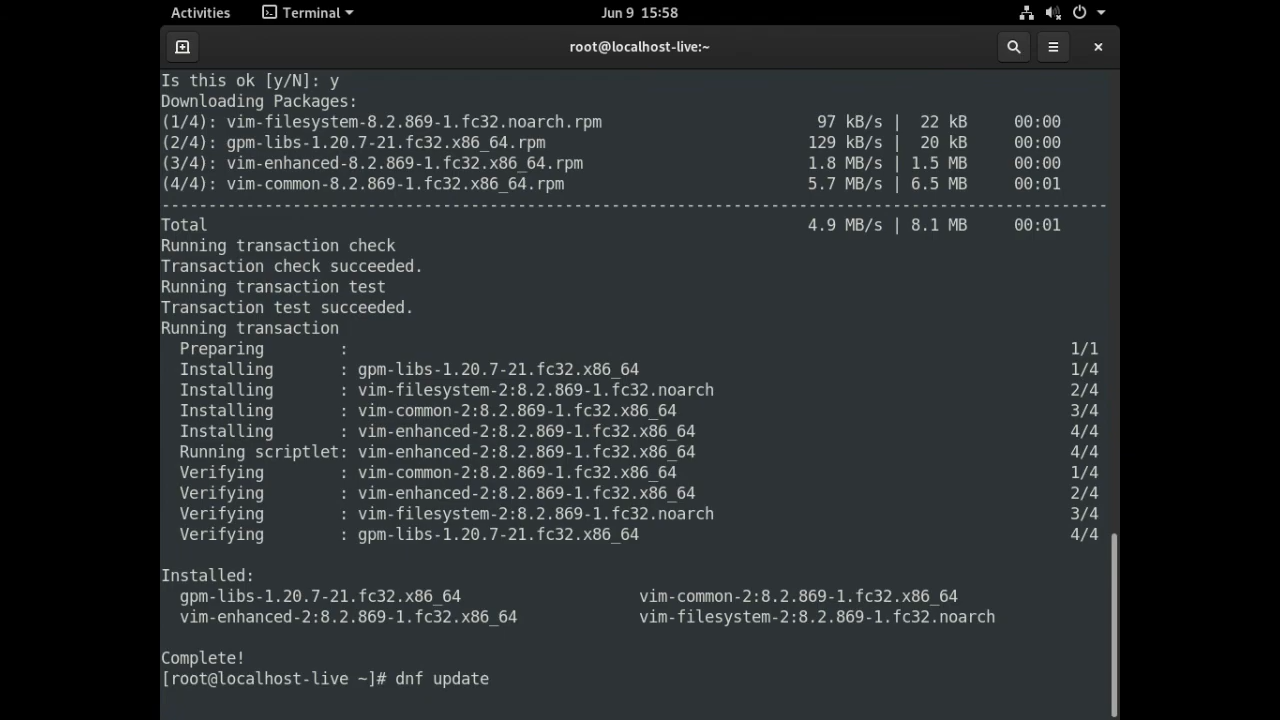 Activities Terminal Jun 9 15:58
root@localhost-live:~
Is this ok [y/N]: y
Downloading Packages:
(1/4): vim-filesystem-8.2.869-1.fc32.noarch.rpm 97 kB/s | 22 kB 00:00
(2/4): gpm-libs-1.20.7-21.fc32.x86_64.rpm 129 kB/s | 20 kB 00:00
(3/4): vim-enhanced-8.2.869-1.fc32.x86_64.rpm 1.8 MB/s | 1.5 MB 00:00
(4/4): vim-common-8.2.869-1.fc32.x86_64.rpm 5.7 MB/s | 6.5 MB 00:01
--------------------------------------------------------------------------------
Total 4.9 MB/s | 8.1 MB 00:01
Running transaction check
Transaction check succeeded.
Running transaction test
Transaction test succeeded.
Running transaction
Preparing : 1/1
Installing : gpm-libs-1.20.7-21.fc32.x86_64 1/4
Installing : vim-filesystem-2:8.2.869-1.fc32.noarch 2/4
Installing : vim-common-2:8.2.869-1.fc32.x86_64 3/4
Installing : vim-enhanced-2:8.2.869-1.fc32.x86_64 4/4
Running scriptlet: vim-enhanced-2:8.2.869-1.fc32.x86_64 4/4
Verifying : vim-common-2:8.2.869-1.fc32.x86_64 1/4
Verifying : vim-enhanced-2:8.2.869-1.fc32.x86_64 2/4
Verifying : vim-filesystem-2:8.2.869-1.fc32.noarch 3/4
Verifying : gpm-libs-1.20.7-21.fc32.x86_64 4/4
Installed:
gpm-libs-1.20.7-21.fc32.x86_64 vim-common-2:8.2.869-1.fc32.x86_64
vim-enhanced-2:8.2.869-1.fc32.x86_64 vim-filesystem-2:8.2.869-1.fc32.noarch
Complete!
[root@localhost-live ~]# dnf update